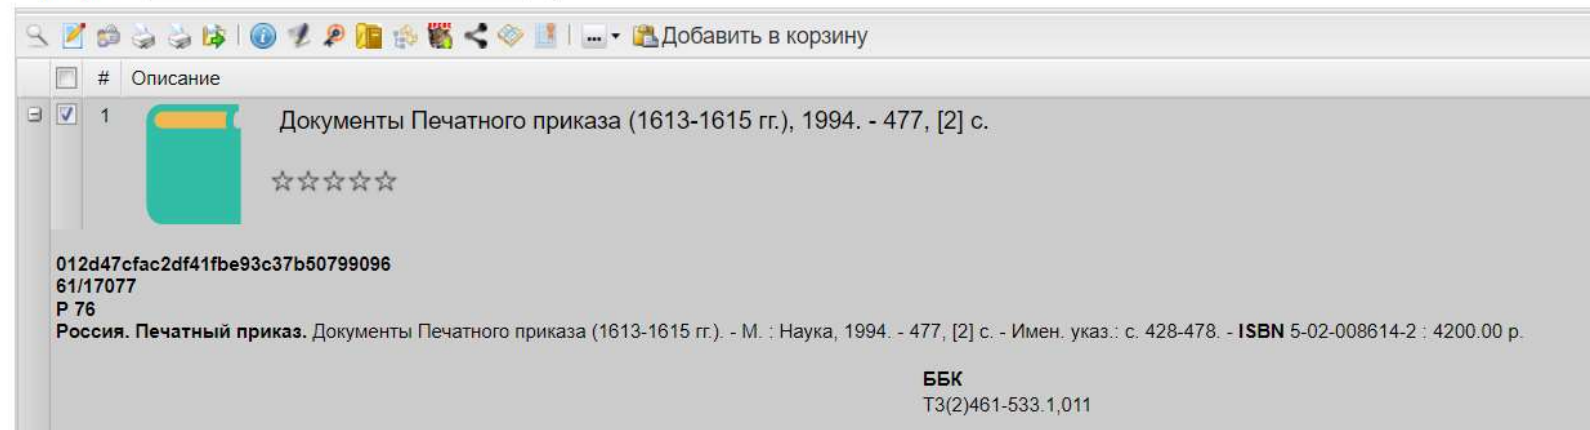 ... Добавить в корзину
# Описание
1 Документы Печатного приказа (1613-1615 гг.), 1994. - 477, [2] с.
012d47cfac2df41fbe93c37b50799096
61/17077
Р 76
Россия. Печатный приказ. Документы Печатного приказа (1613-1615 гг.). - М. : Наука, 1994. - 477, [2] с. - Имен. указ.: с. 428-478. - ISBN 5-02-008614-2 : 4200.00 р.
ББК
Т3(2)461-533.1,011